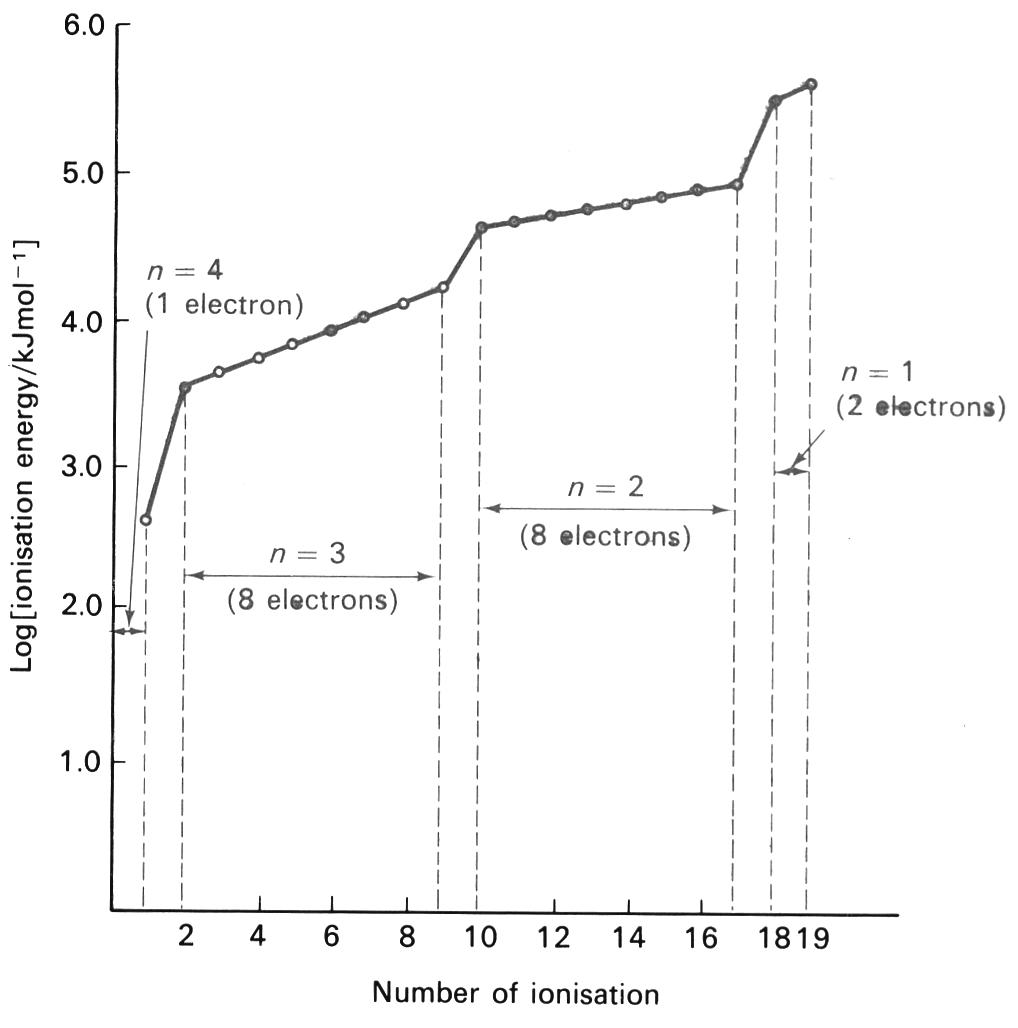 6.0
5.0
4.0
3.0
2.0
1.0
Log[ionisation energy/kJmol⁻¹]
n = 4
(1 electron)
n = 3
(8 electrons)
n = 2
(8 electrons)
n = 1
(2 electrons)
2 4 6 8 10 12 14 16 18 19
Number of ionisation